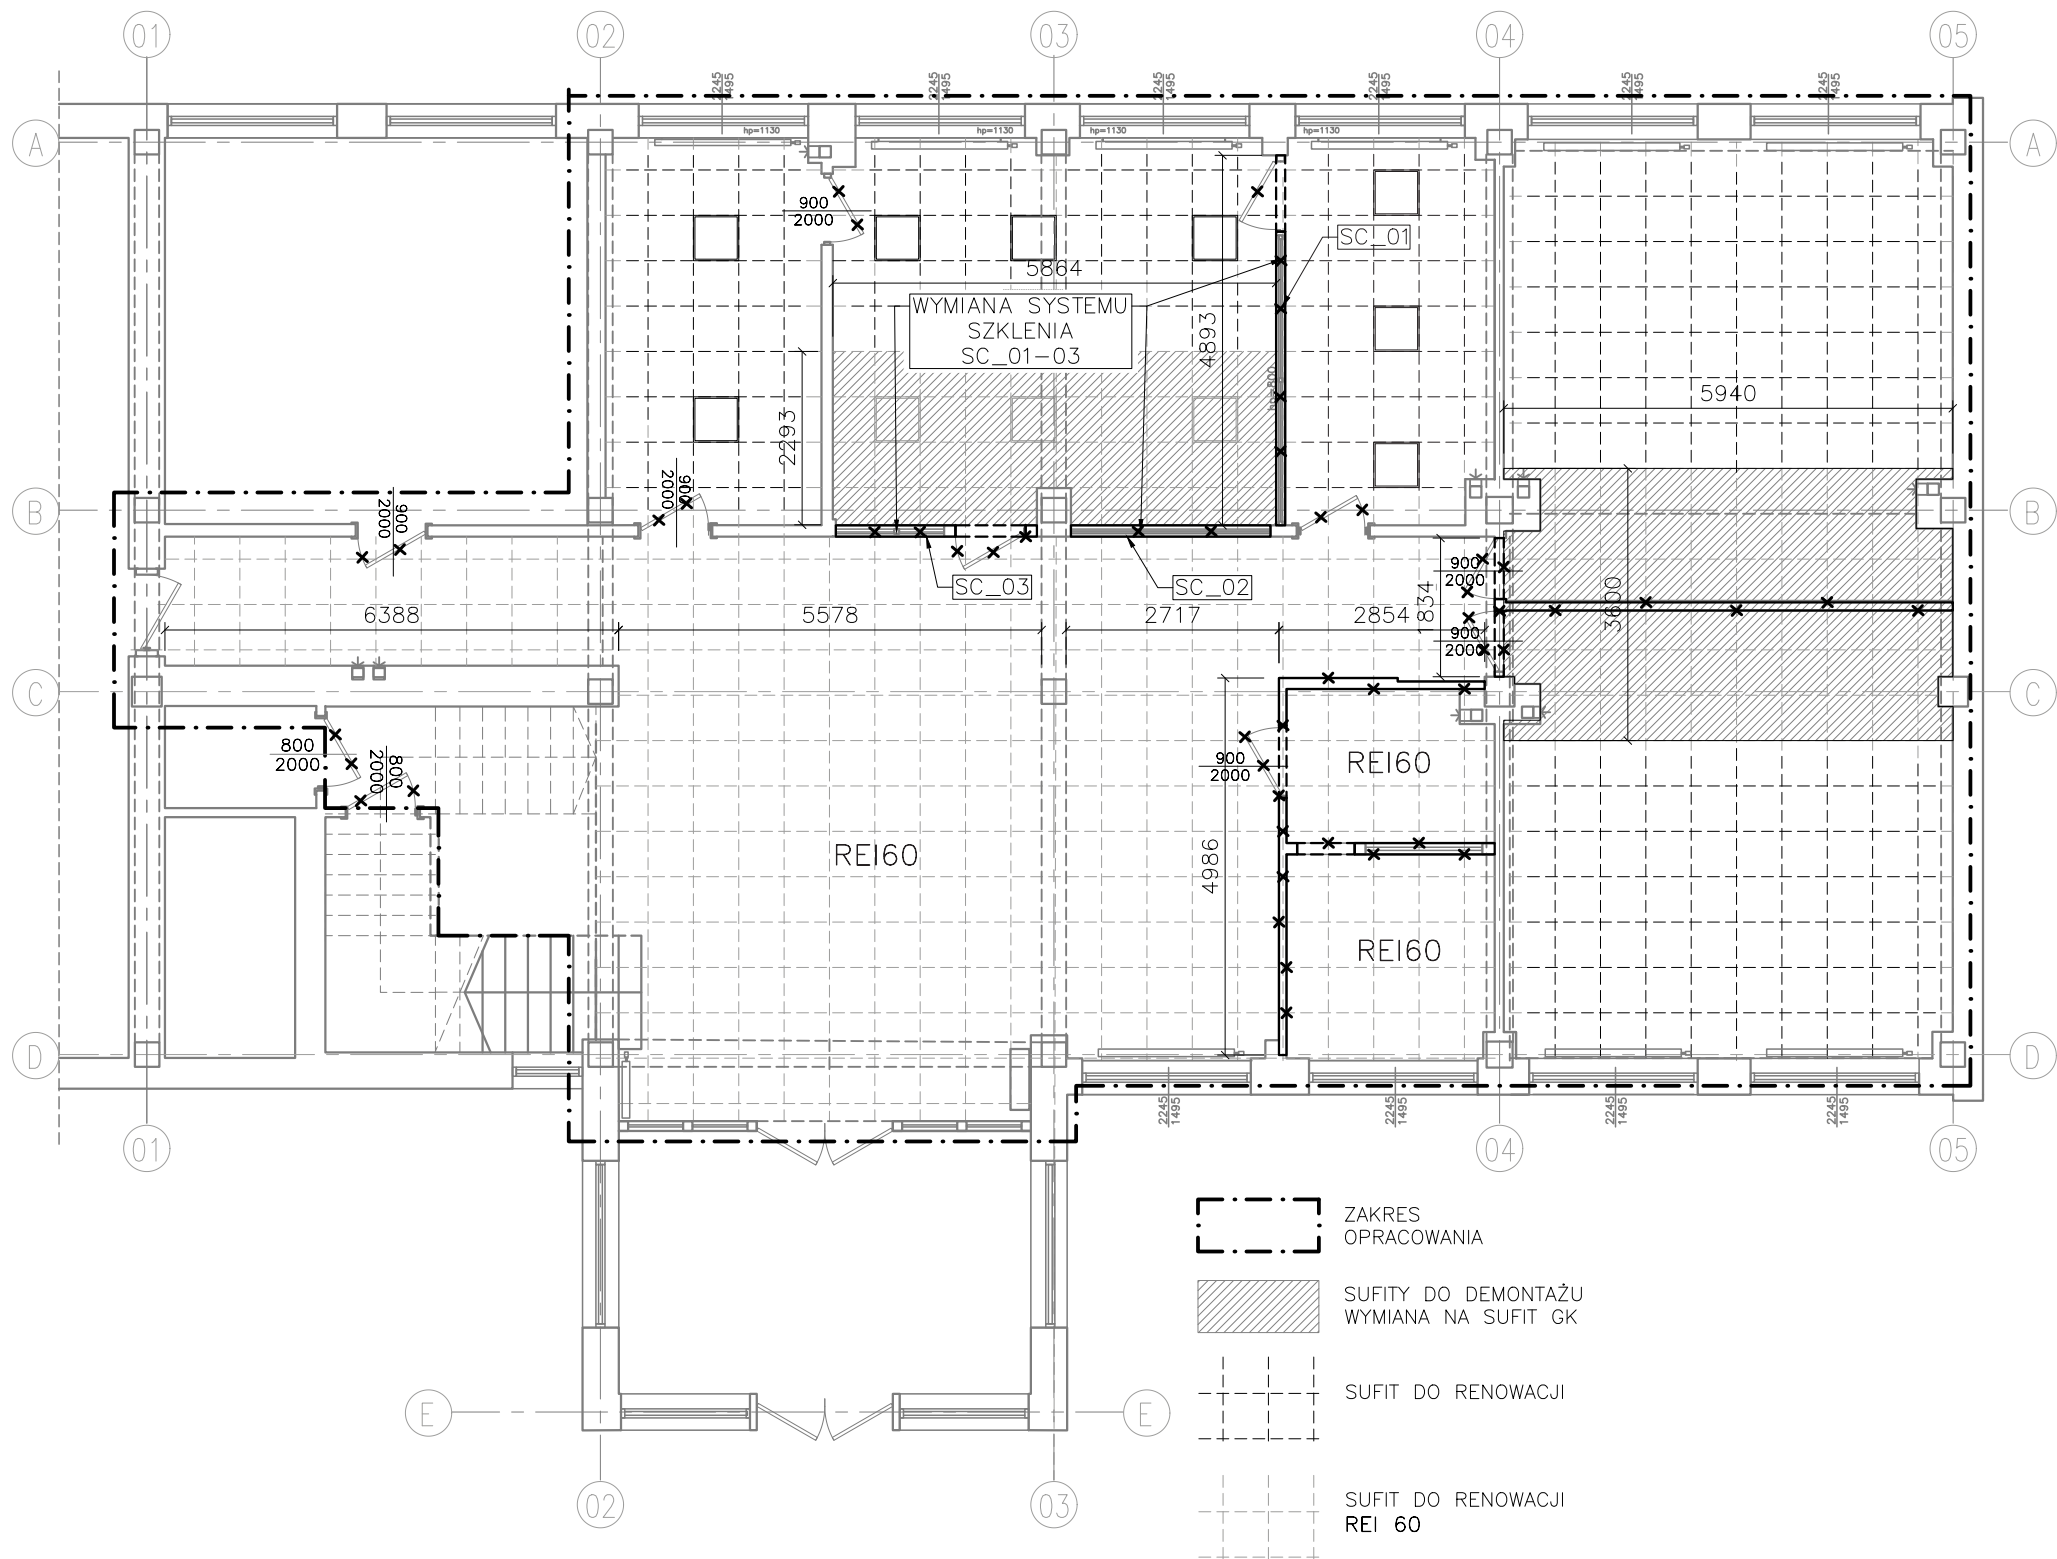 01
02
03
04
05
2245
1495
2245
1495
2245
1495
2245
1495
2245
1495
2245
1495
A
hp=1130
hp=1130
hp=1130
hp=1130
A
900
2000
SC_01
5864
WYMIANA SYSTEMU
SZKLENIA
SC_01-03
4893
hp=800
5940
2293
B
900
2000
900
2000
B
SC_03
SC_02
900
2000
834
3600
6388
5578
2717
2854
900
2000
C
C
800
2000
800
2000
900
2000
REI60
REI60
4986
REI60
D
D
2245
1495
2245
1495
2245
1495
2245
1495
01
04
05
ZAKRES
OPRACOWANIA
SUFITY DO DEMONTAŻU
WYMIANA NA SUFIT GK
SUFIT DO RENOWACJI
E
E
SUFIT DO RENOWACJI
REI 60
02
03